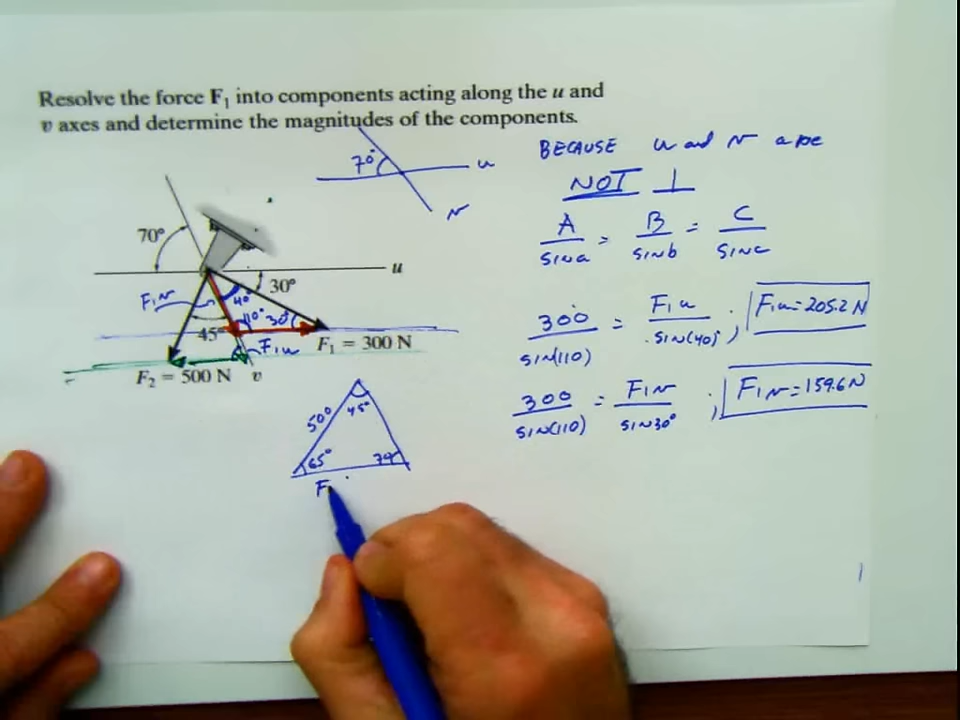 Resolve the force F₁ into components acting along the u and
v axes and determine the magnitudes of the components.
70°
u
v
BECAUSE u and v are
NOT ⊥
A/sin a = B/sin b = C/sin c
70°
u
30°
F1v
40°
110°
30°
45°
F1u
F₁ = 300 N
F₂ = 500 N
v
300/sin(110) = F1u/sin(40°) ; F1u = 205.2 N
300/sin(110) = F1v/sin30° ; F1v = 159.6 N
500
45°
65°
70
F